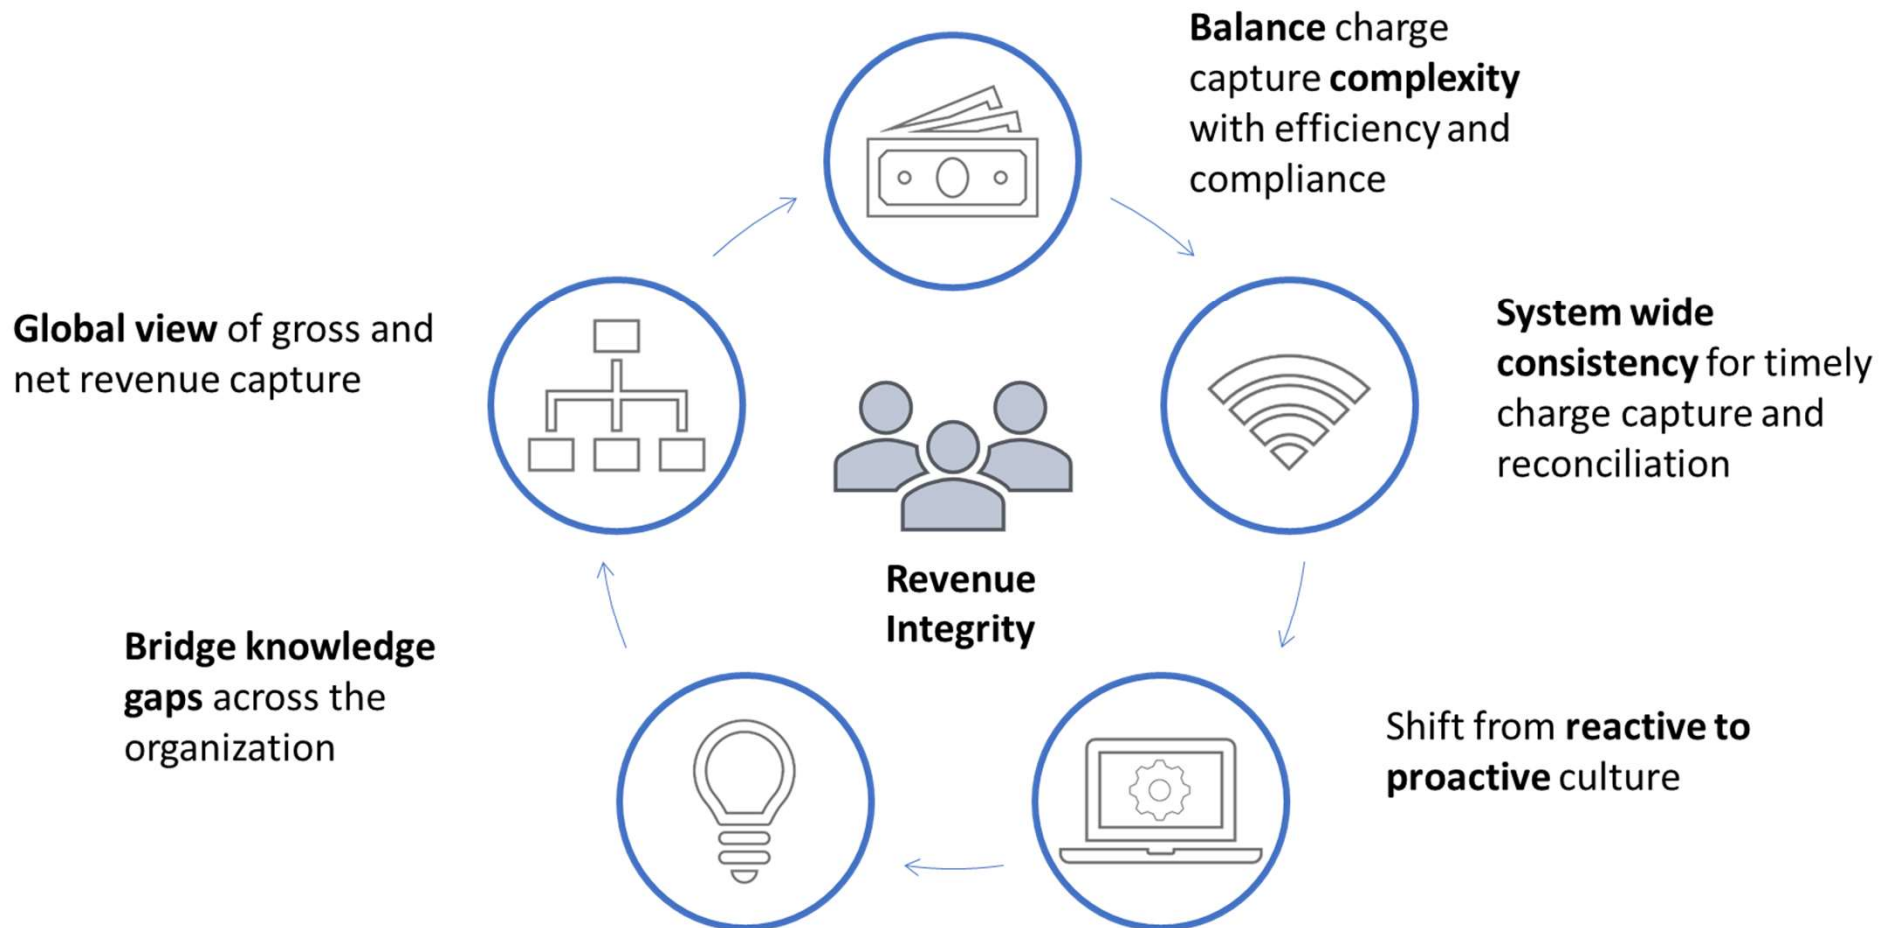 Balance charge
capture complexity
with efficiency and
compliance
System wide
consistency for timely
charge capture and
reconciliation
Shift from reactive to
proactive culture
Bridge knowledge
gaps across the
organization
Global view of gross and
net revenue capture
Revenue
Integrity